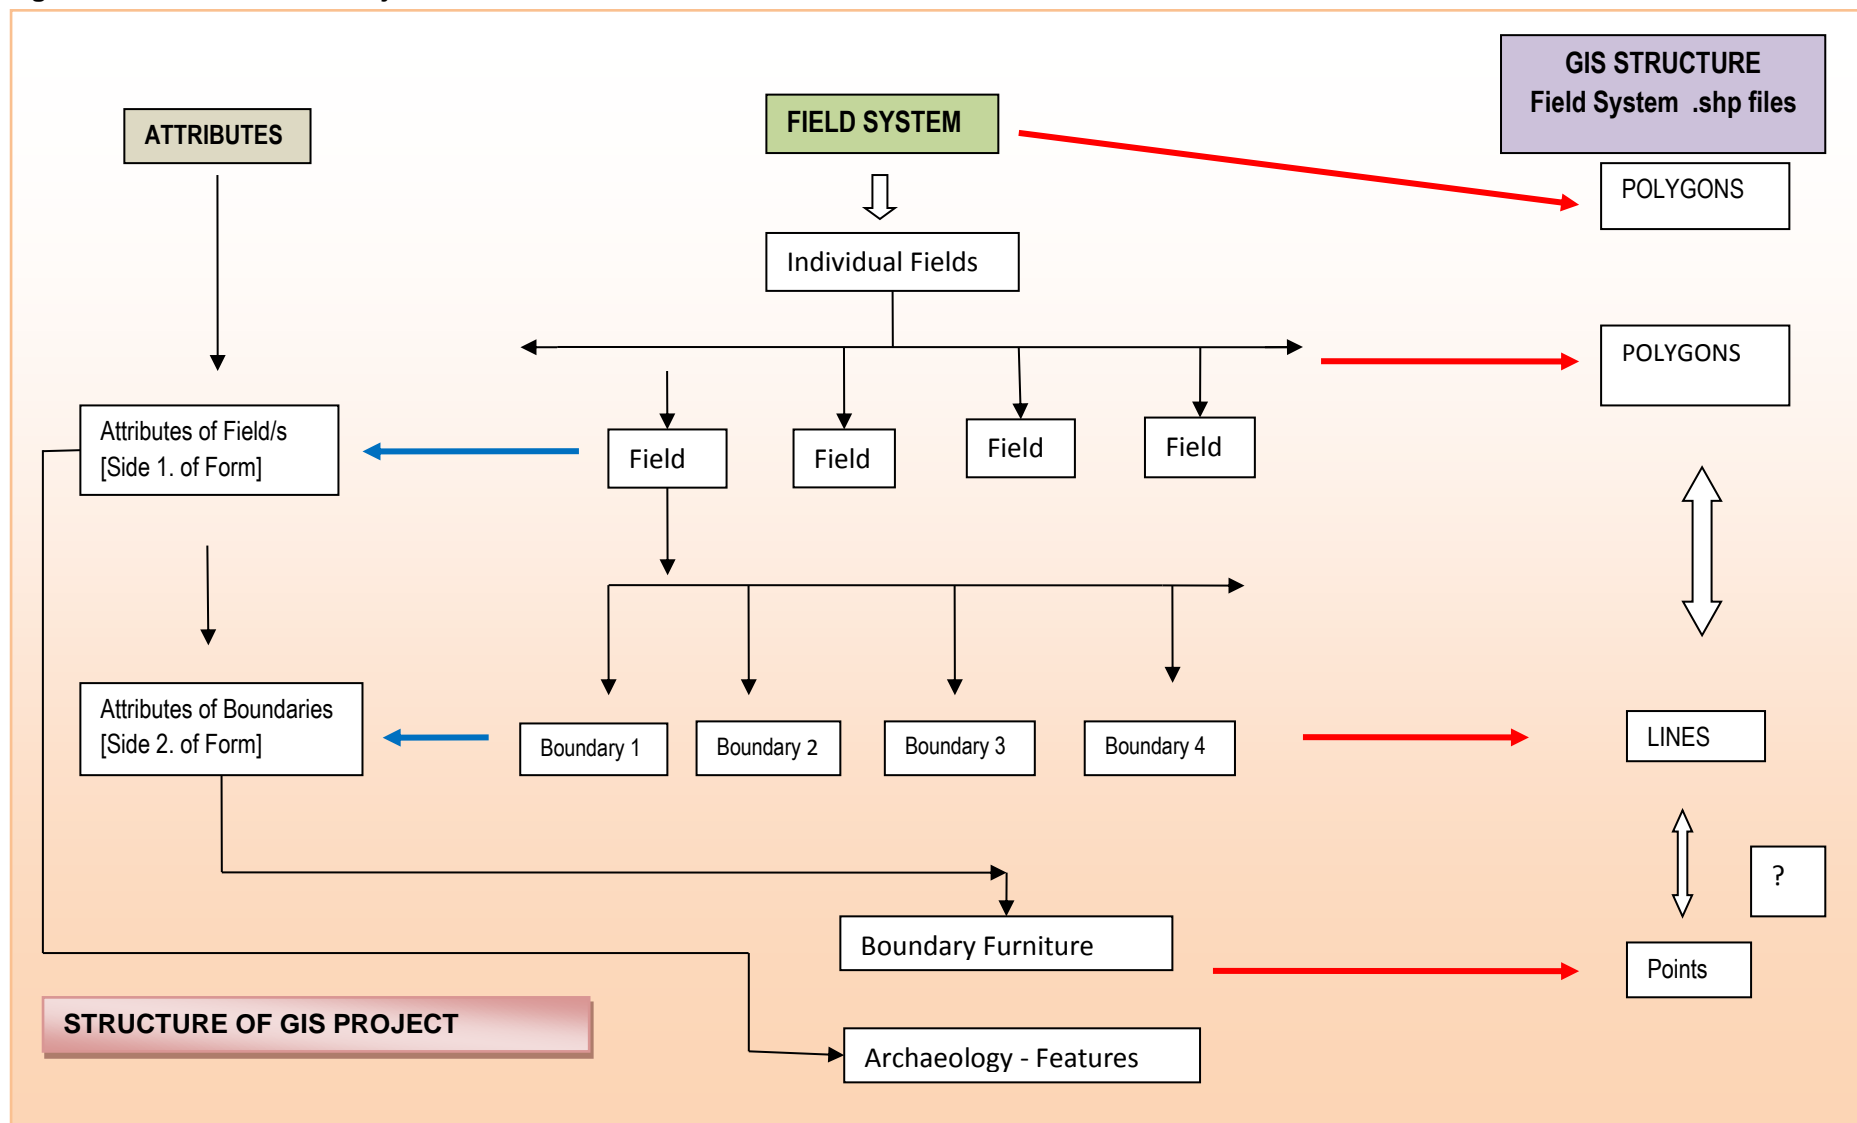 GIS STRUCTURE
Field System .shp files
ATTRIBUTES
FIELD SYSTEM
POLYGONS
Individual Fields
POLYGONS
Attributes of Field/s
[Side 1. of Form]
Field
Field
Field
Field
Attributes of Boundaries
[Side 2. of Form]
Boundary 1
Boundary 2
Boundary 3
Boundary 4
LINES
?
Boundary Furniture
Points
STRUCTURE OF GIS PROJECT
Archaeology - Features